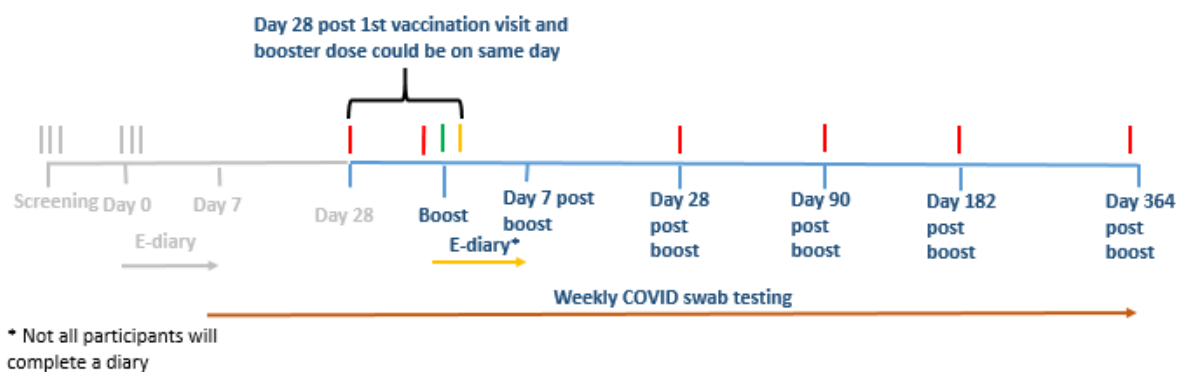 Day 28 post 1st vaccination visit and
booster dose could be on same day
Screening
Day 0
Day 7
Day 28
Boost
Day 7 post
boost
Day 28
post
boost
Day 90
post
boost
Day 182
post
boost
Day 364
post
boost
E-diary
E-diary*
Weekly COVID swab testing
* Not all participants will
complete a diary